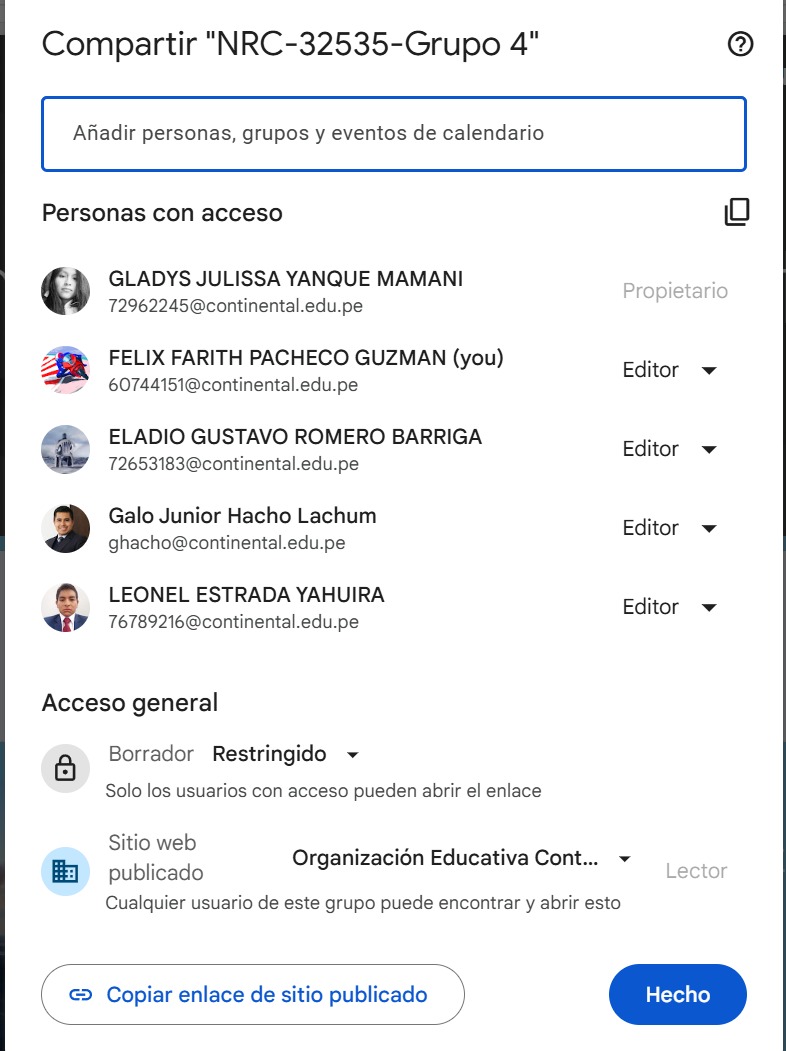 Compartir "NRC-32535-Grupo 4"
Añadir personas, grupos y eventos de calendario
Personas con acceso
GLADYS JULISSA YANQUE MAMANI
72962245@continental.edu.pe
Propietario
FELIX FARITH PACHECO GUZMAN (you)
60744151@continental.edu.pe
Editor
ELADIO GUSTAVO ROMERO BARRIGA
72653183@continental.edu.pe
Editor
Galo Junior Hacho Lachum
ghacho@continental.edu.pe
Editor
LEONEL ESTRADA YAHUIRA
76789216@continental.edu.pe
Editor
Acceso general
Borrador Restringido
Solo los usuarios con acceso pueden abrir el enlace
Sitio web
publicado
Organización Educativa Cont...
Lector
Cualquier usuario de este grupo puede encontrar y abrir esto
Copiar enlace de sitio publicado
Hecho